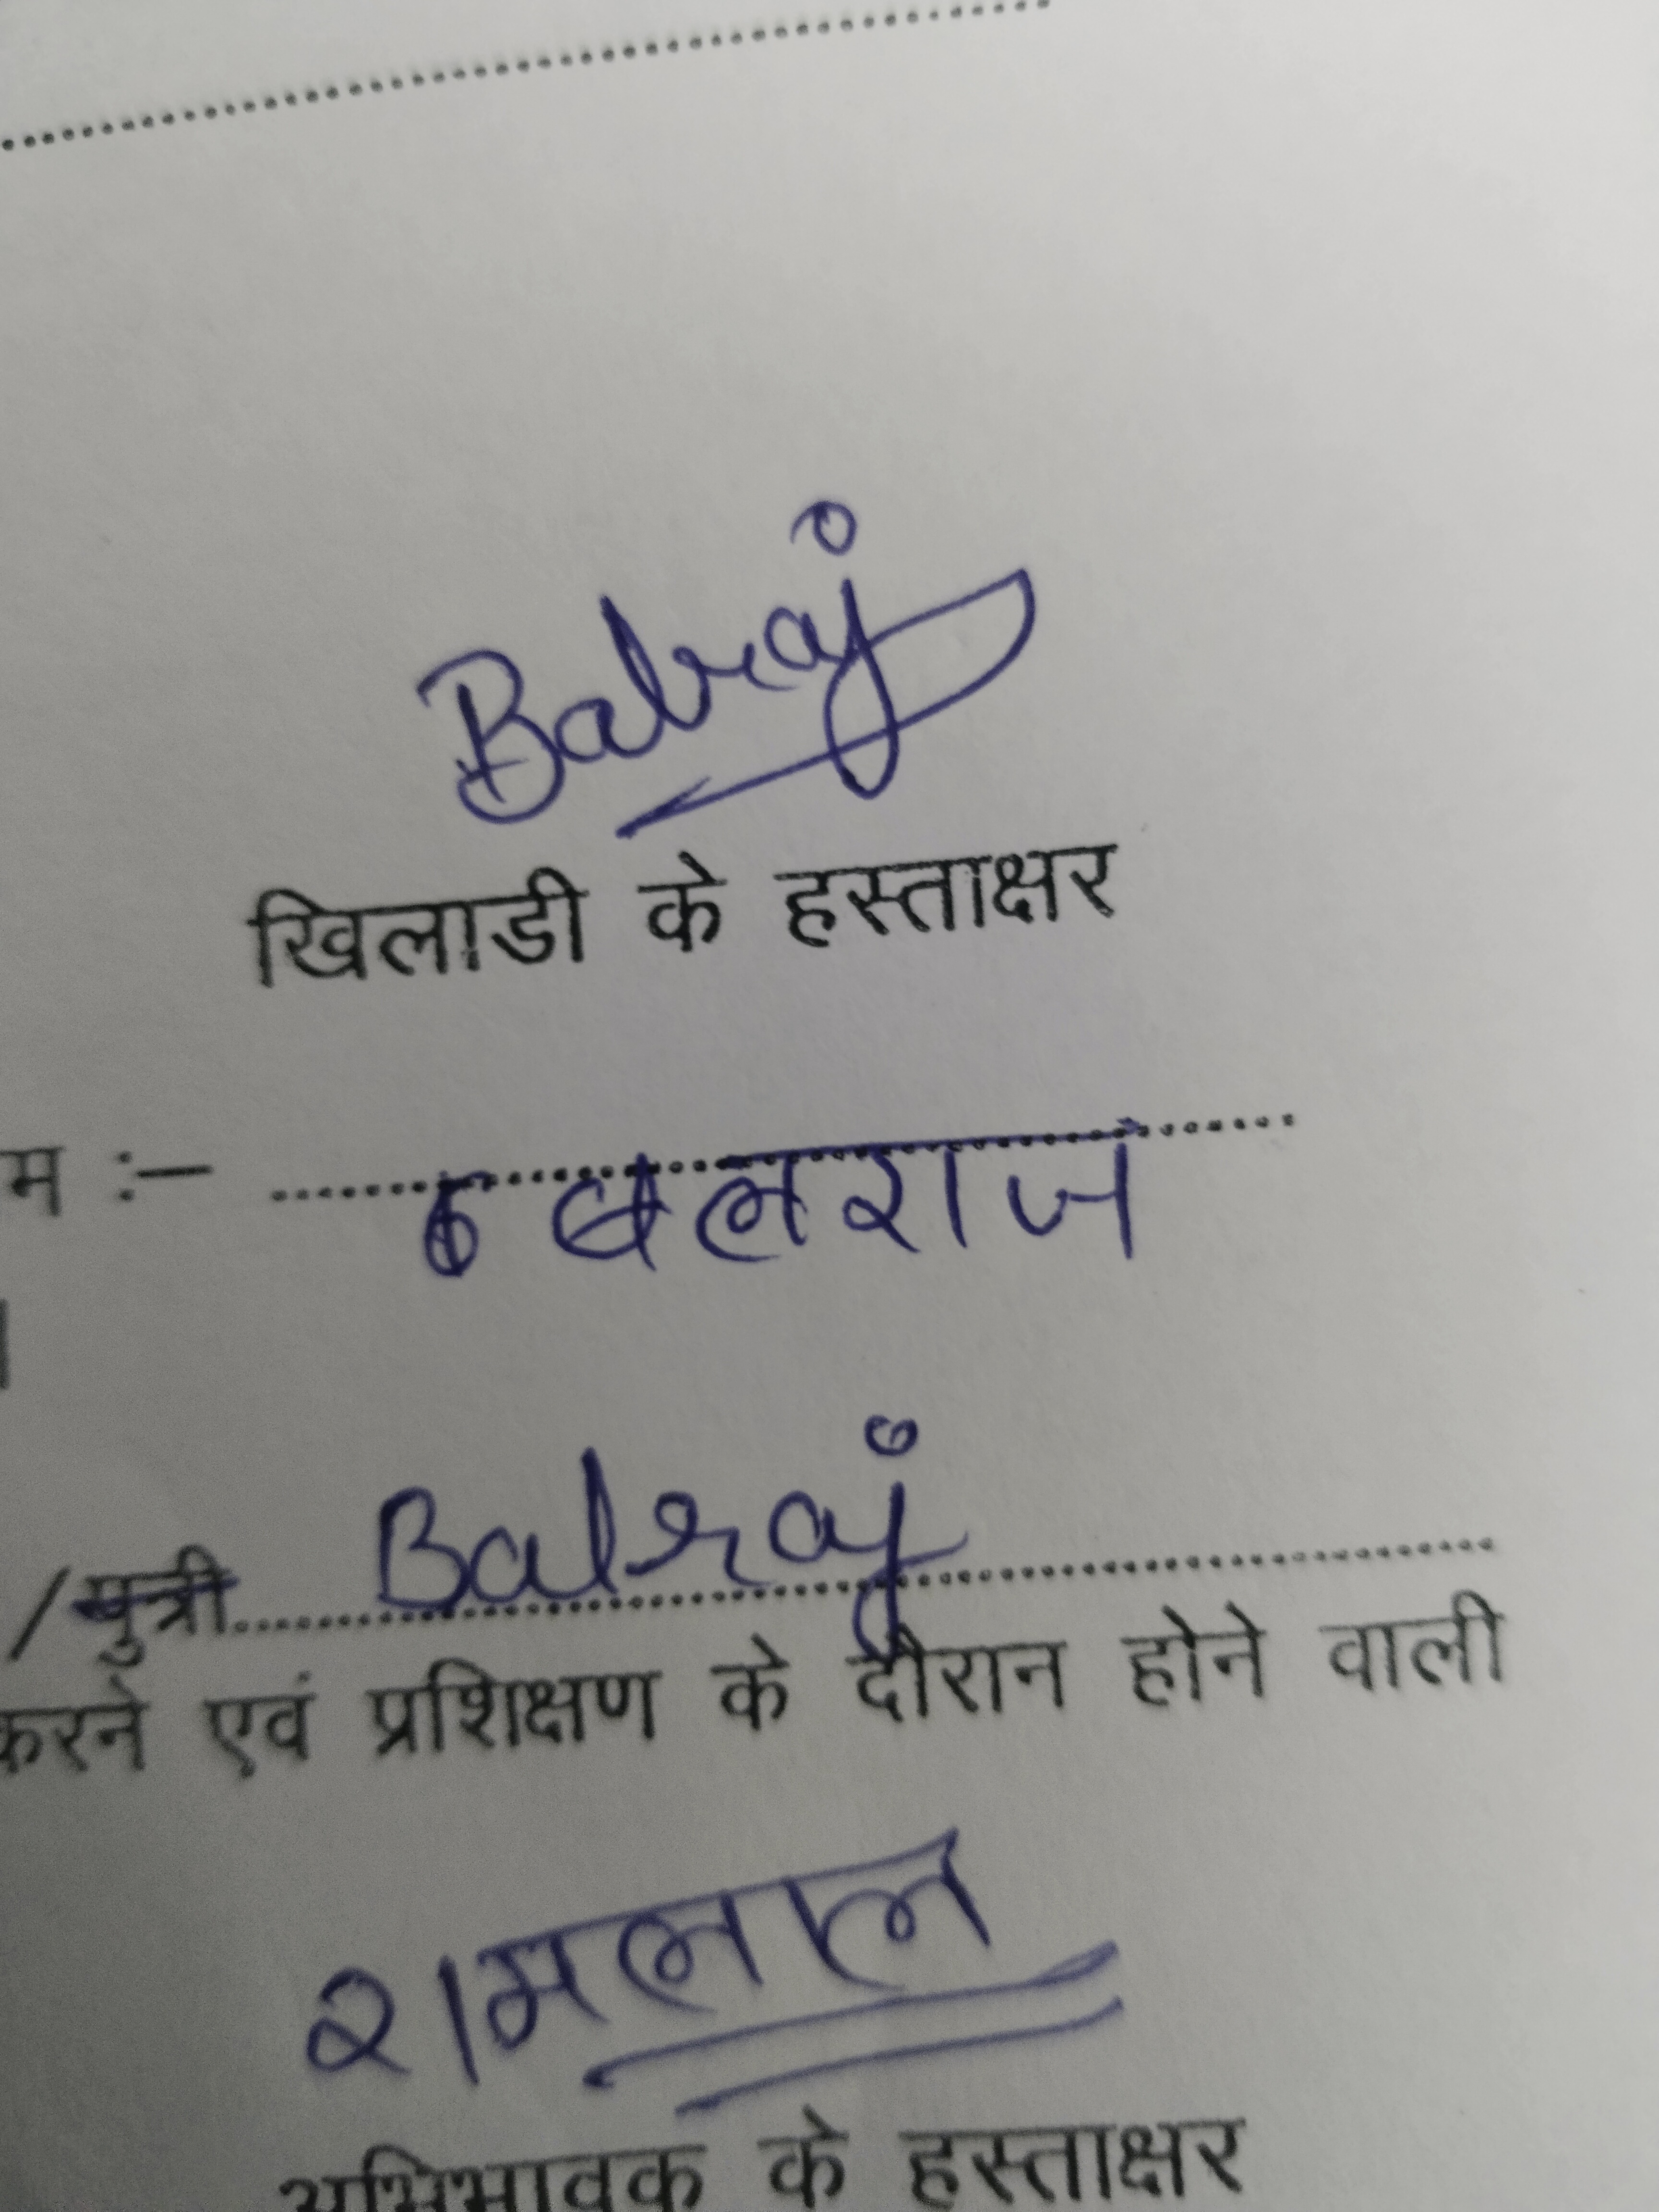 Balraj
खिलाडी के हस्ताक्षर
म :- बलराज
/पुत्री Balraj
करने एवं प्रशिक्षण के दौरान होने वाली
रामलाल
अभिभावक के हस्ताक्षर